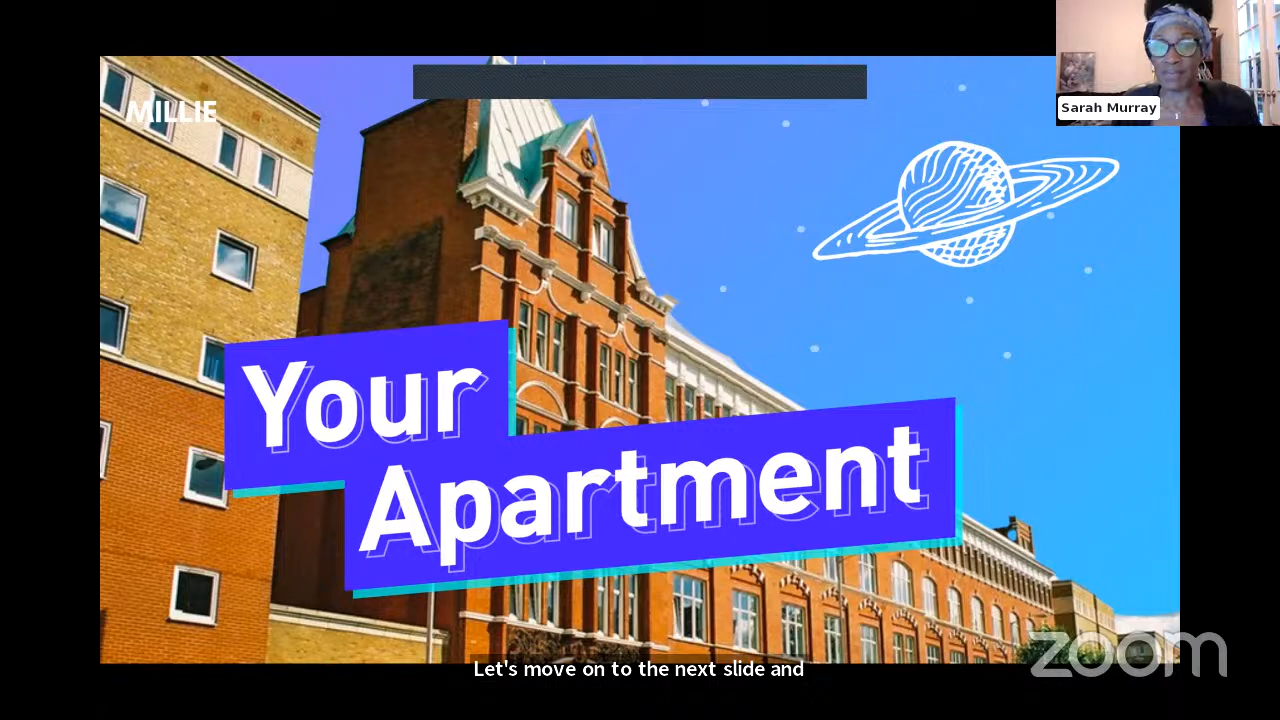 MILLIE
Sarah Murray
Your
Apartment
Let's move on to the next slide and
zoom